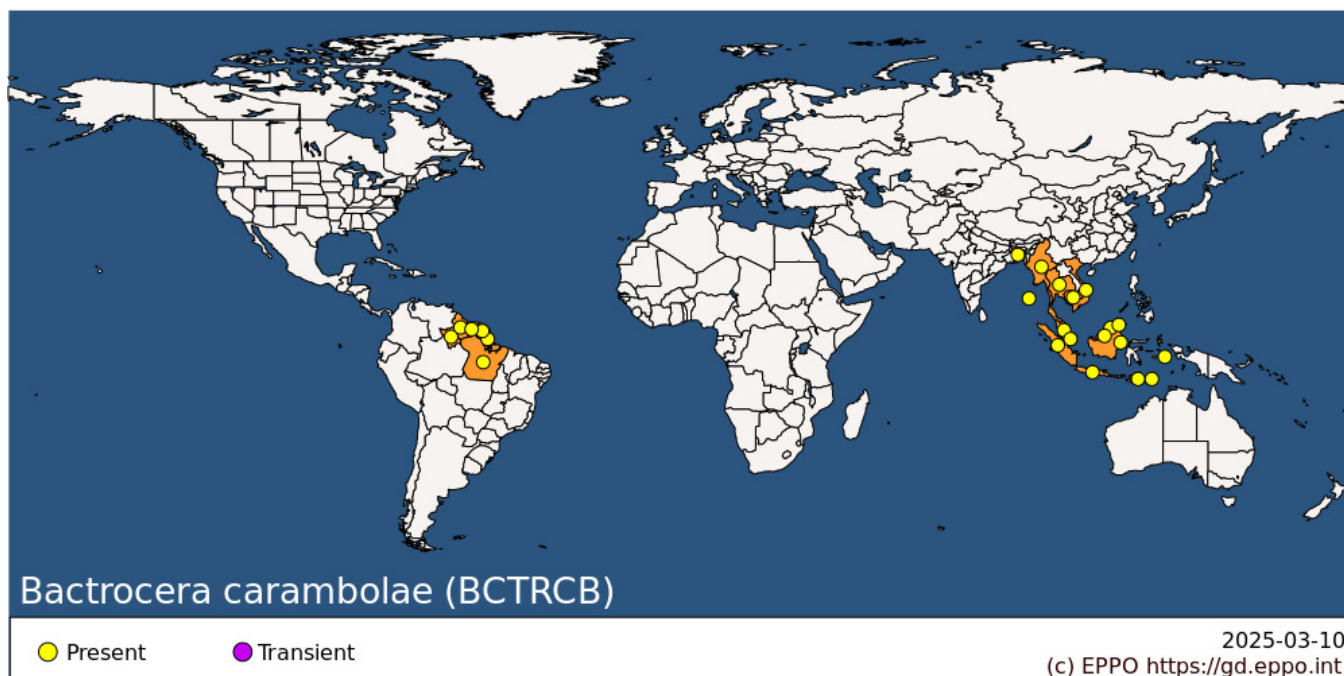 Bactrocera carambolae (BCTRCB)
Present
Transient
2025-03-10
(c) EPPO https://gd.eppo.int